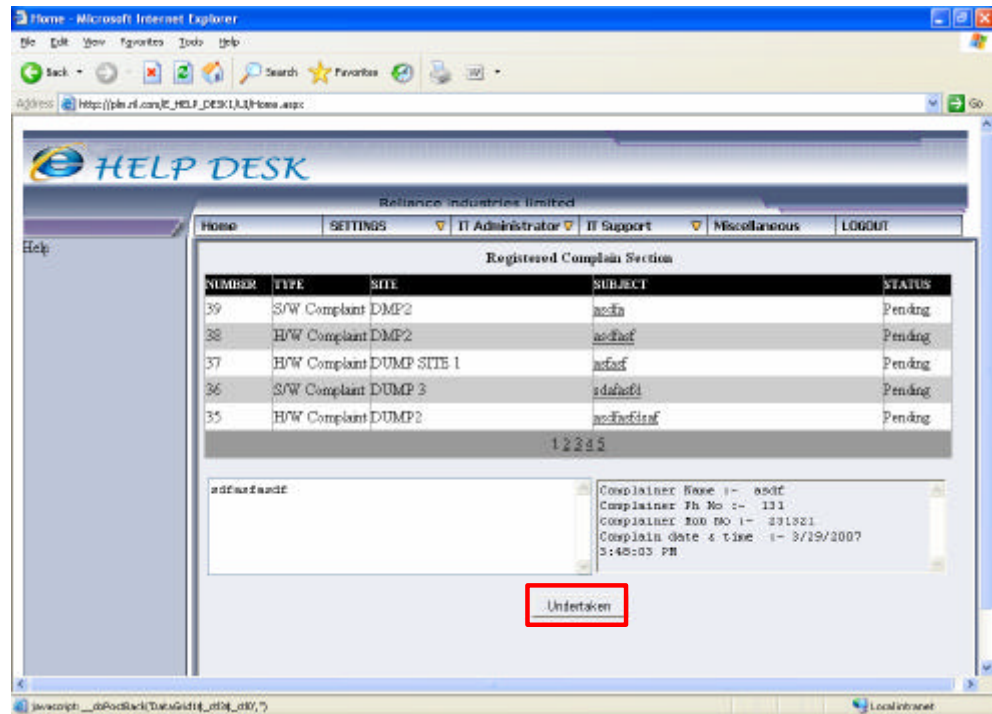 Home - Microsoft Internet Explorer
File Edit View Favorites Tools Help
Back Search Favorites
Address Go
HELP DESK
Reliance Industries limited
Home SETTINGS IT Administrator IT Support Miscellaneous LOGOUT
Help
Registered Complain Section
NUMBER TYPE SITE SUBJECT STATUS
39 S/W Complaint DMP2 Pending
38 H/W Complaint DMP2 asdfasf Pending
37 H/W Complaint DUMP SITE 1 asfasf Pending
36 S/W Complaint DUMP 3 Pending
35 H/W Complaint DUMP2 Pending
1 2 3 4 5
sdfasfasdf
Complainer Name :- asdf
Complainer Ph No :- 131
Complainer Mob No :- 231321
Complain date & time :- 3/29/2007
3:48:03 PM
Undertaken
Local intranet